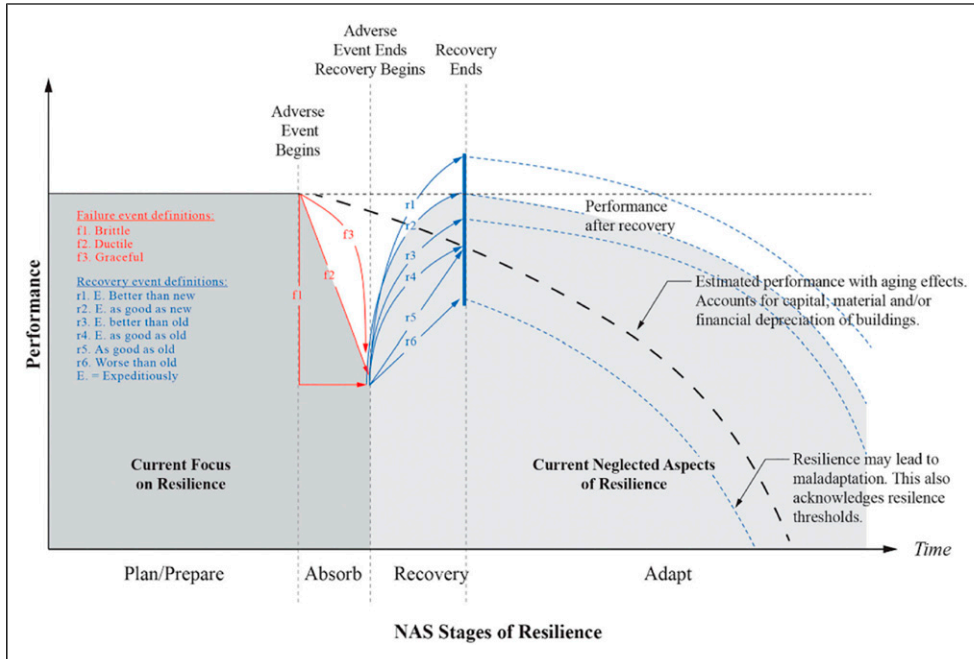 Adverse
Event Ends
Recovery Begins
Recovery
Ends
Adverse
Event
Begins
Performance
Failure event definitions:
f1. Brittle
f2. Ductile
f3. Graceful
Recovery event definitions:
r1. E. Better than new
r2. E. as good as new
r3. E. better than old
r4. E. as good as old
r5. As good as old
r6. Worse than old
E. = Expeditiously
f1
f2
f3
r1
r2
r3
r4
r5
r6
Performance
after recovery
Estimated performance with aging effects.
Accounts for capital, material and/or
financial depreciation of buildings.
Current Focus
on Resilience
Current Neglected Aspects
of Resilience
Resilience may lead to
maladaptation. This also
acknowledges resilence
thresholds.
Time
Plan/Prepare
Absorb
Recovery
Adapt
NAS Stages of Resilience